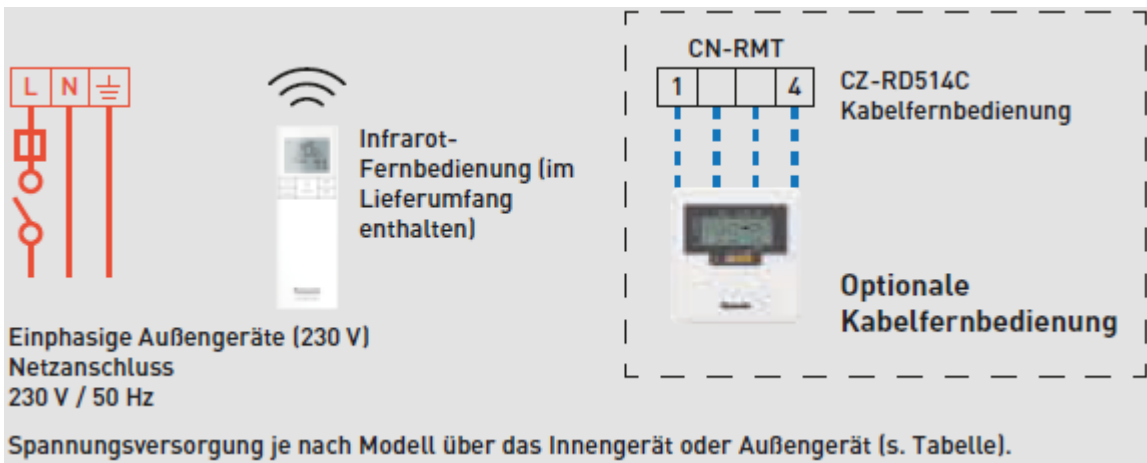 L N
Infrarot-
Fernbedienung (im
Lieferumfang
enthalten)
CN-RMT
1 4
CZ-RD514C
Kabelfernbedienung
Optionale
Kabelfernbedienung
Einphasige Außengeräte (230 V)
Netzanschluss
230 V / 50 Hz
Spannungsversorgung je nach Modell über das Innengerät oder Außengerät (s. Tabelle).